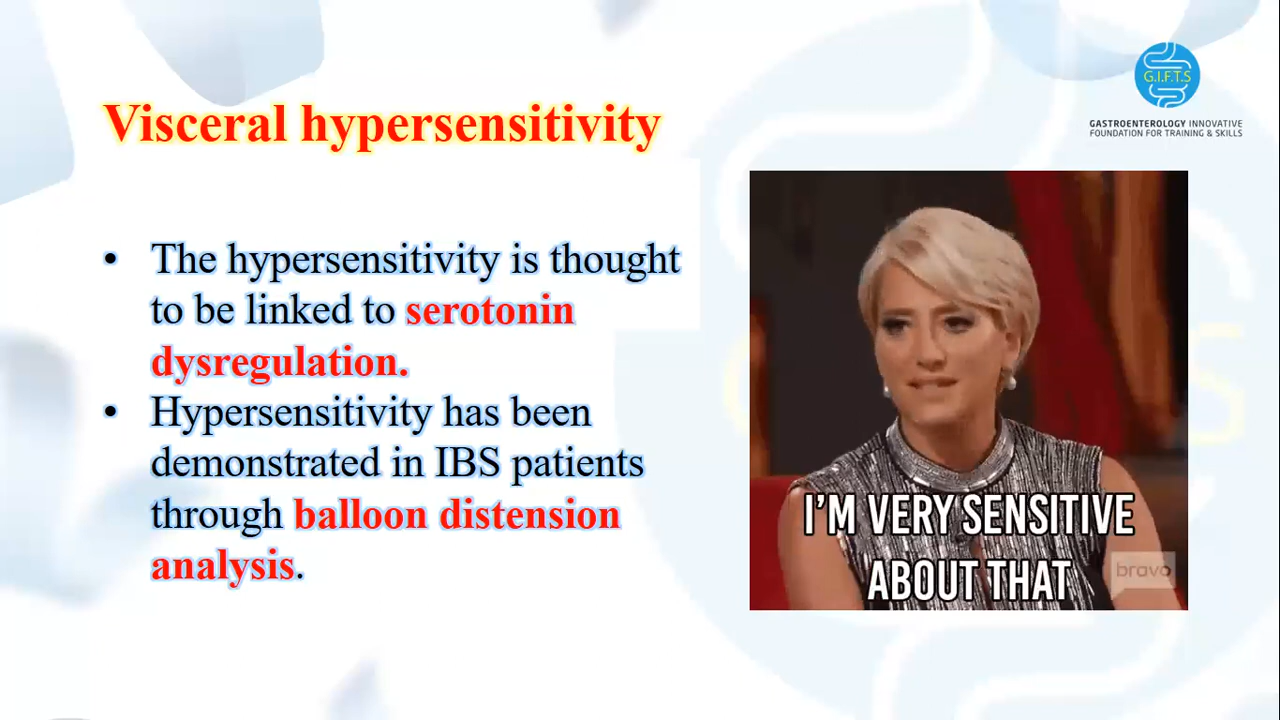 G.I.F.T.S
GASTROENTEROLOGY INNOVATIVE
FOUNDATION FOR TRAINING & SKILLS
Visceral hypersensitivity
• The hypersensitivity is thought
to be linked to serotonin
dysregulation.
• Hypersensitivity has been
demonstrated in IBS patients
through balloon distension
analysis.
I'M VERY SENSITIVE
ABOUT THAT
bravo